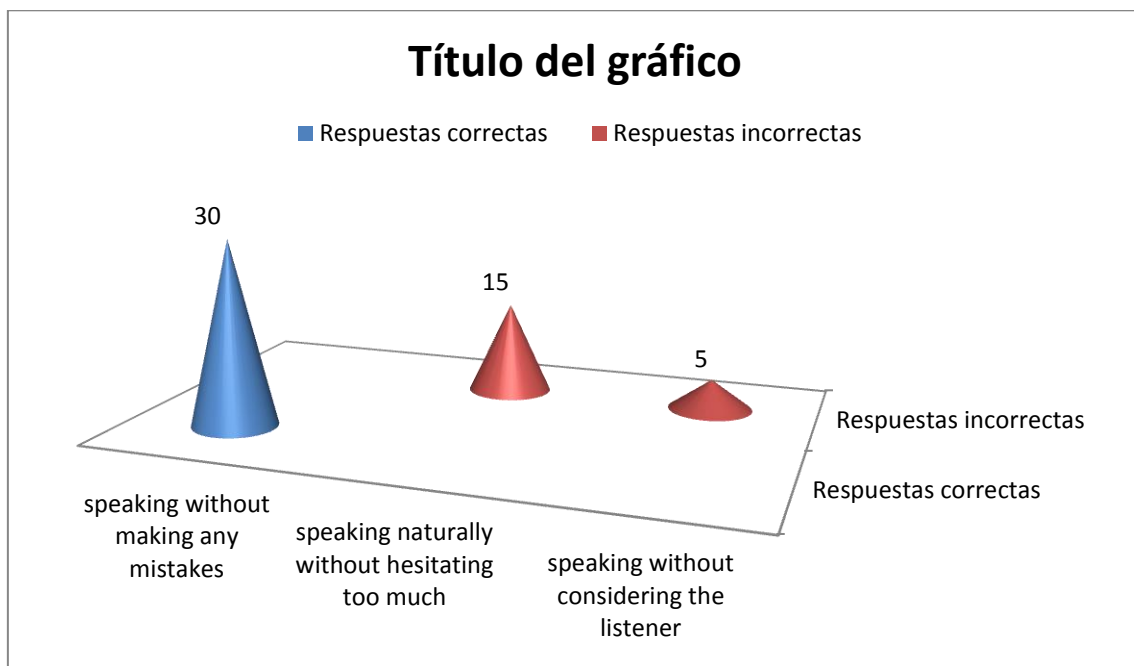 Título del gráfico
Respuestas correctas Respuestas incorrectas
30
15
5
Respuestas incorrectas
Respuestas correctas
speaking without
making any
mistakes
speaking naturally
without hesitating
too much
speaking without
considering the
listener